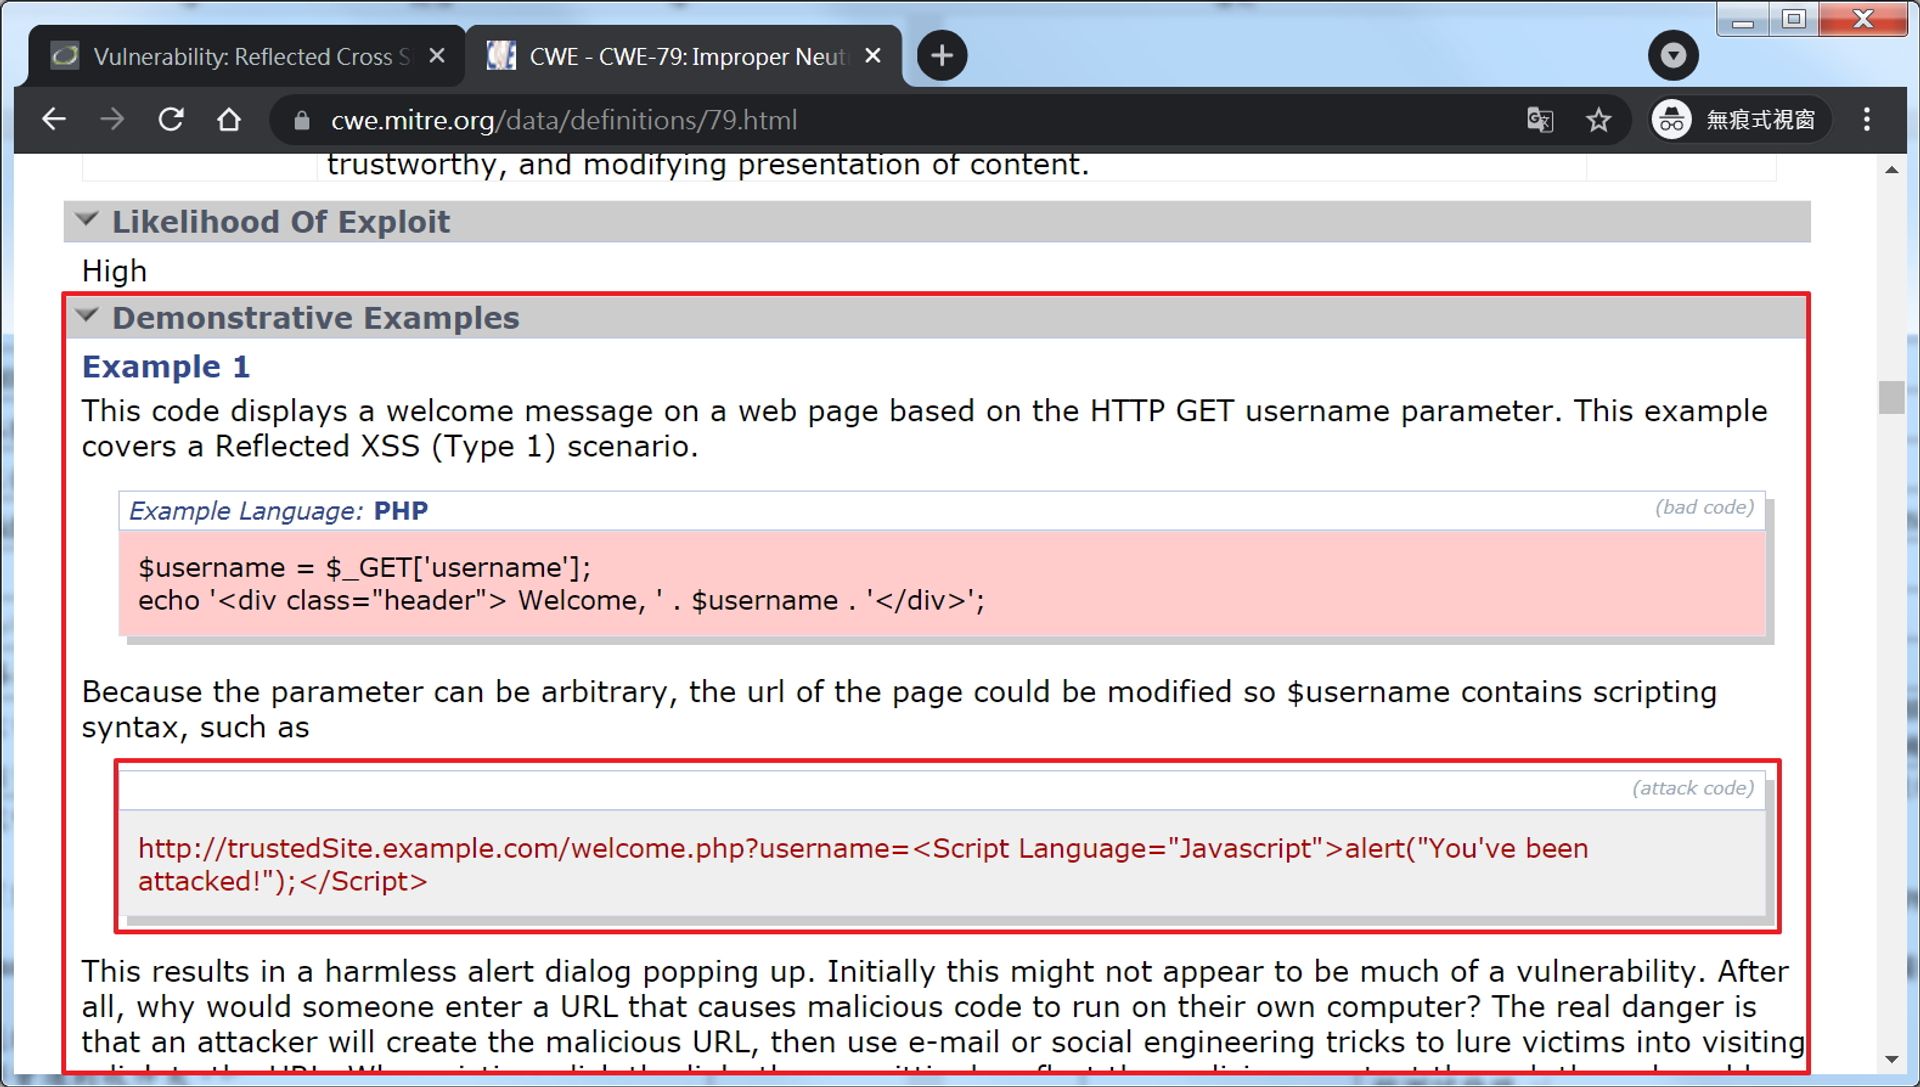 Vulnerability: Reflected Cross S
CWE - CWE-79: Improper Neut
cwe.mitre.org/data/definitions/79.html
無痕式視窗
trustworthy, and modifying presentation of content.
Likelihood Of Exploit
High
Demonstrative Examples
Example 1
This code displays a welcome message on a web page based on the HTTP GET username parameter. This example
covers a Reflected XSS (Type 1) scenario.
Example Language: PHP
(bad code)
$username = $_GET['username'];
echo '<div class="header"> Welcome, ' . $username . '</div>';
Because the parameter can be arbitrary, the url of the page could be modified so $username contains scripting
syntax, such as
(attack code)
http://trustedSite.example.com/welcome.php?username=<Script Language="Javascript">alert("You've been
attacked!");</Script>
This results in a harmless alert dialog popping up. Initially this might not appear to be much of a vulnerability. After
all, why would someone enter a URL that causes malicious code to run on their own computer? The real danger is
that an attacker will create the malicious URL, then use e-mail or social engineering tricks to lure victims into visiting